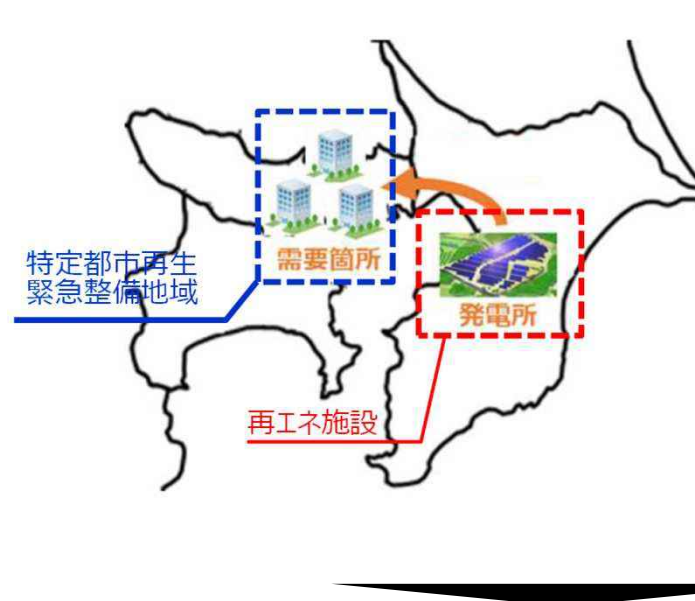 需要箇所
特定都市再生
緊急整備地域
発電所
再エネ施設